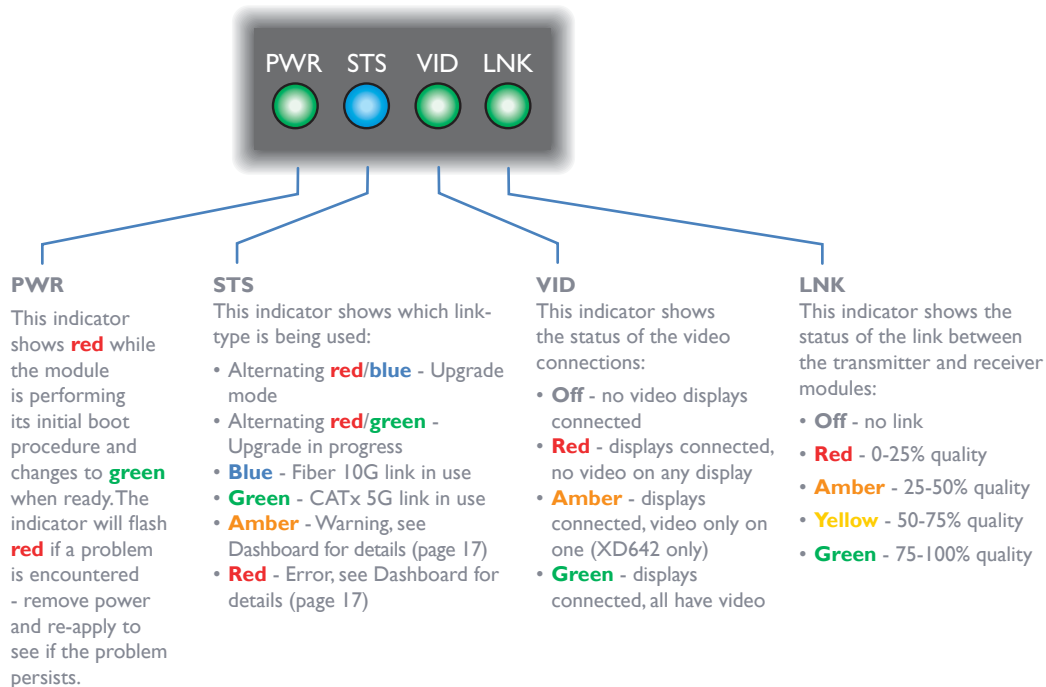 PWR STS VID LNK
PWR
This indicator
shows red while
the module
is performing
its initial boot
procedure and
changes to green
when ready. The
indicator will flash
red if a problem
is encountered
- remove power
and re-apply to
see if the problem
persists.
STS
This indicator shows which link-
type is being used:
• Alternating red/blue - Upgrade
mode
• Alternating red/green -
Upgrade in progress
• Blue - Fiber 10G link in use
• Green - CATx 5G link in use
• Amber - Warning, see
Dashboard for details (page 17)
• Red - Error, see Dashboard for
details (page 17)
VID
This indicator shows
the status of the video
connections:
• Off - no video displays
connected
• Red - displays connected,
no video on any display
• Amber - displays
connected, video only on
one (XD642 only)
• Green - displays
connected, all have video
LNK
This indicator shows the
status of the link between
the transmitter and receiver
modules:
• Off - no link
• Red - 0-25% quality
• Amber - 25-50% quality
• Yellow - 50-75% quality
• Green - 75-100% quality